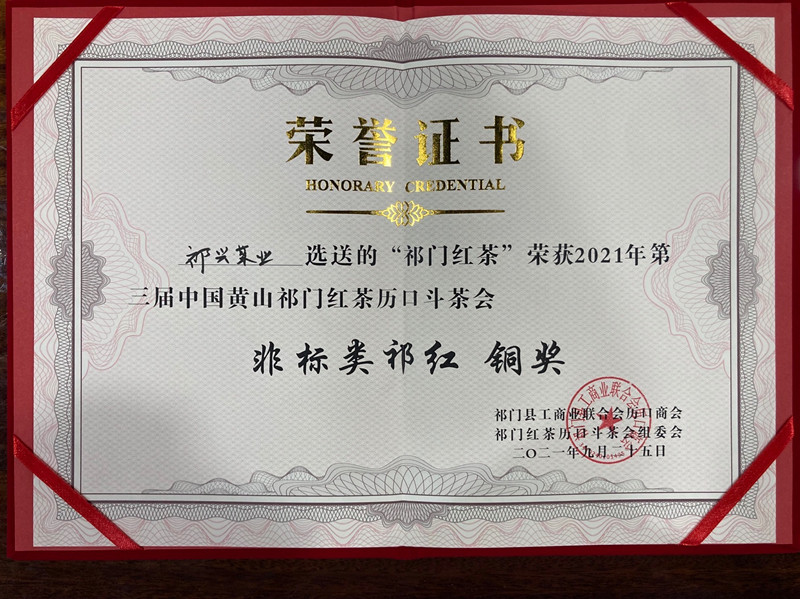 荣誉证书
HONORARY CREDENTIAL
祁兴茶业 选送的“祁门红茶”荣获2021年第
三届中国黄山祁门红茶历口斗茶会
非标类祁红 铜奖
祁门县工商业联合会历口商会
祁门红茶历口斗茶会组委会
二〇二一年九月二十五日